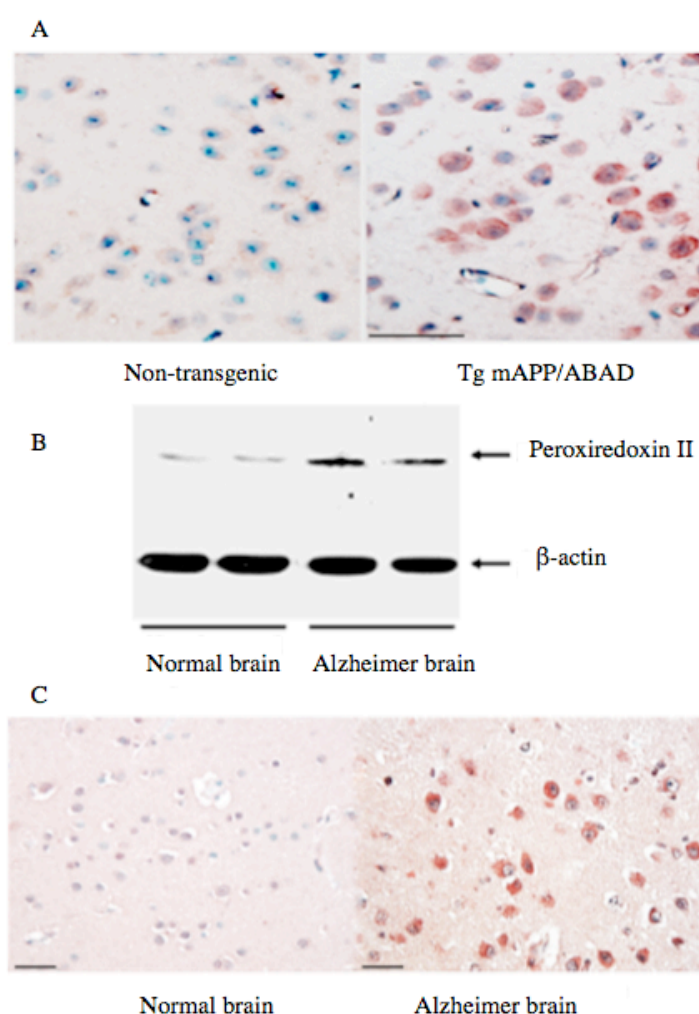 A
Non-transgenic Tg mAPP/ABAD
B
Peroxiredoxin II
β-actin
Normal brain Alzheimer brain
C
Normal brain Alzheimer brain